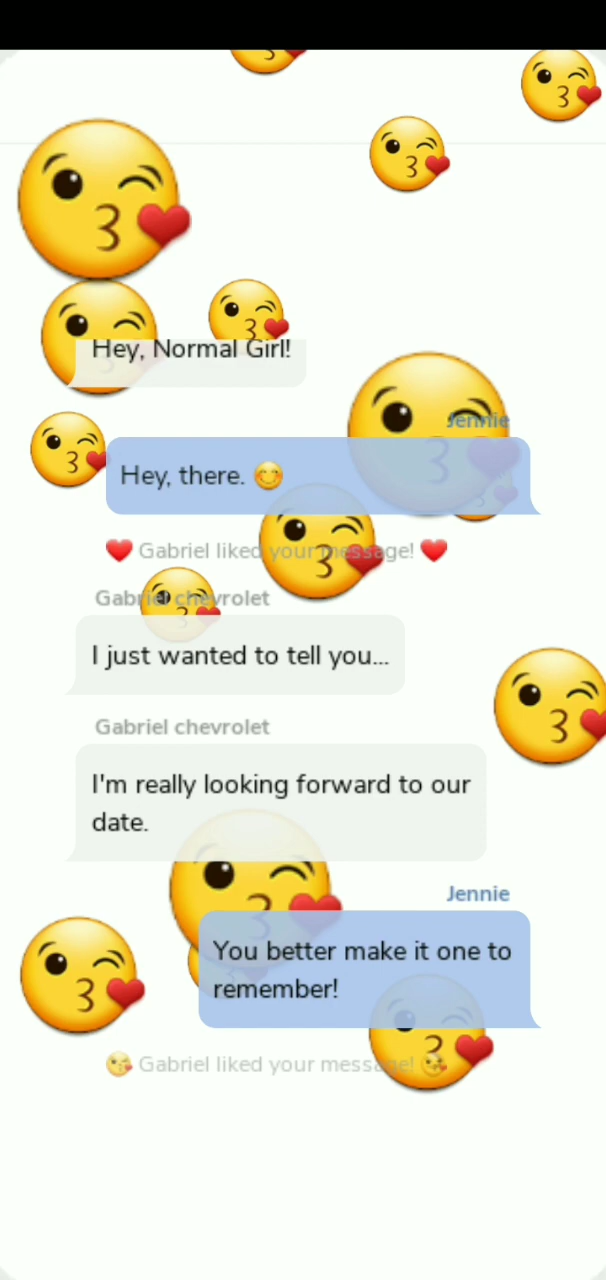 Hey, Normal Girl!
Jennie
Hey, there. 😊
❤️ Gabriel liked your message! ❤️
Gabriel chevrolet
I just wanted to tell you...
Gabriel chevrolet
I'm really looking forward to our
date.
Jennie
You better make it one to
remember!
😘 Gabriel liked your message! 😘